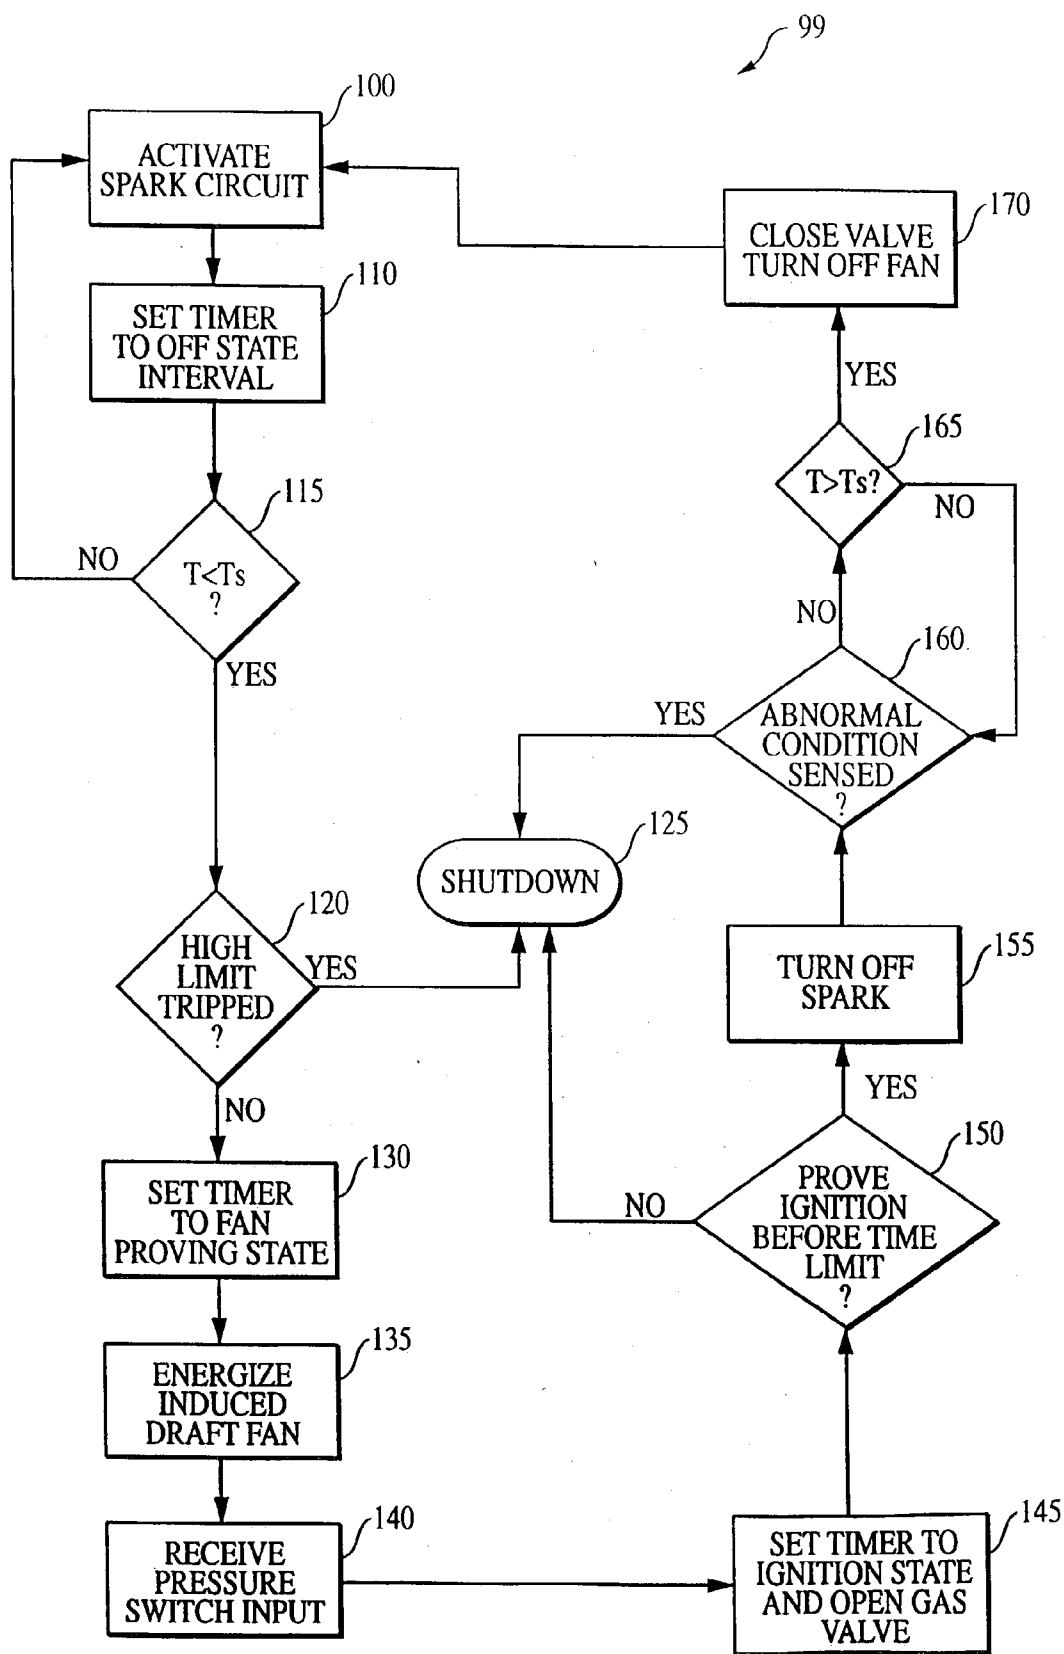 99
100
ACTIVATE
SPARK CIRCUIT
110
SET TIMER
TO OFF STATE
INTERVAL
115
T<Ts
?
NO
YES
120
HIGH
LIMIT
TRIPPED
?
YES
NO
125
SHUTDOWN
130
SET TIMER
TO FAN
PROVING STATE
135
ENERGIZE
INDUCED
DRAFT FAN
140
RECEIVE
PRESSURE
SWITCH INPUT
145
SET TIMER TO
IGNITION STATE
AND OPEN GAS
VALVE
150
PROVE
IGNITION
BEFORE TIME
LIMIT
?
NO
YES
155
TURN OFF
SPARK
160
ABNORMAL
CONDITION
SENSED
?
YES
NO
165
T>Ts?
NO
YES
170
CLOSE VALVE
TURN OFF FAN